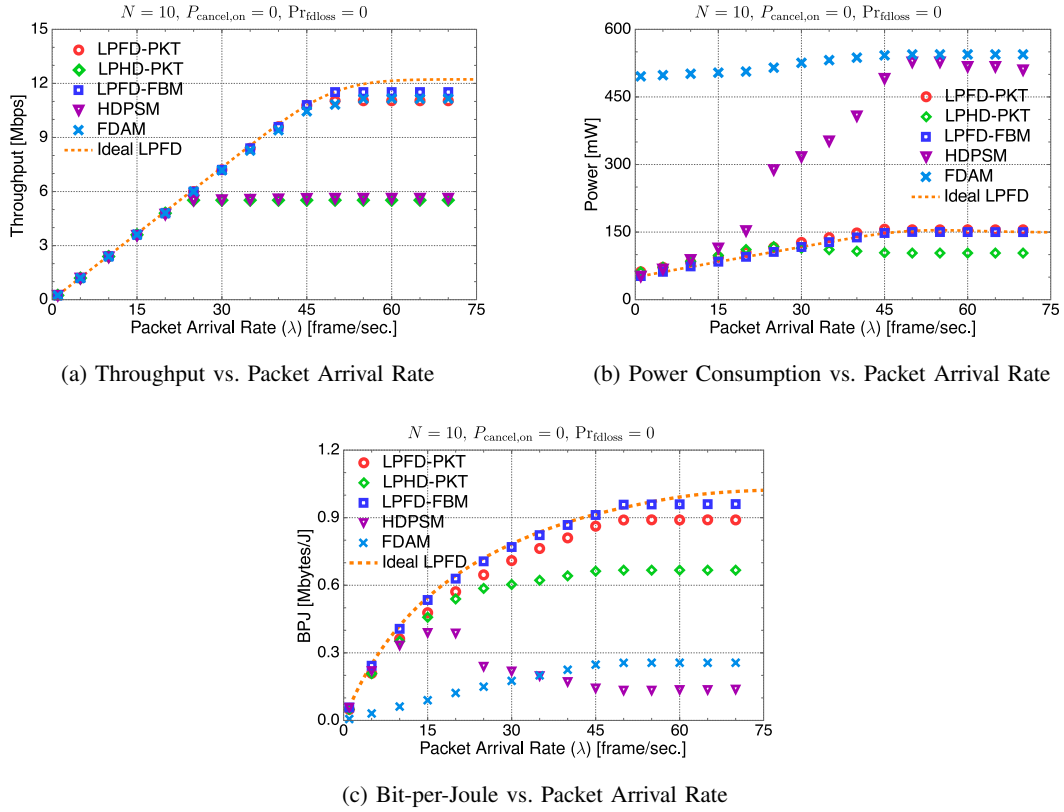 N = 10, P_cancel,on = 0, Pr_fdloss = 0
Throughput [Mbps]
15
12
9
6
3
0
LPFD-PKT
LPHD-PKT
LPFD-FBM
HDPSM
FDAM
Ideal LPFD
0 15 30 45 60 75
Packet Arrival Rate (λ) [frame/sec.]
(a) Throughput vs. Packet Arrival Rate
N = 10, P_cancel,on = 0, Pr_fdloss = 0
Power [mW]
600
450
300
150
0
LPFD-PKT
LPHD-PKT
LPFD-FBM
HDPSM
FDAM
Ideal LPFD
0 15 30 45 60 75
Packet Arrival Rate (λ) [frame/sec.]
(b) Power Consumption vs. Packet Arrival Rate
N = 10, P_cancel,on = 0, Pr_fdloss = 0
BPJ [Mbytes/J]
1.2
0.9
0.6
0.3
0.0
LPFD-PKT
LPHD-PKT
LPFD-FBM
HDPSM
FDAM
Ideal LPFD
0 15 30 45 60 75
Packet Arrival Rate (λ) [frame/sec.]
(c) Bit-per-Joule vs. Packet Arrival Rate